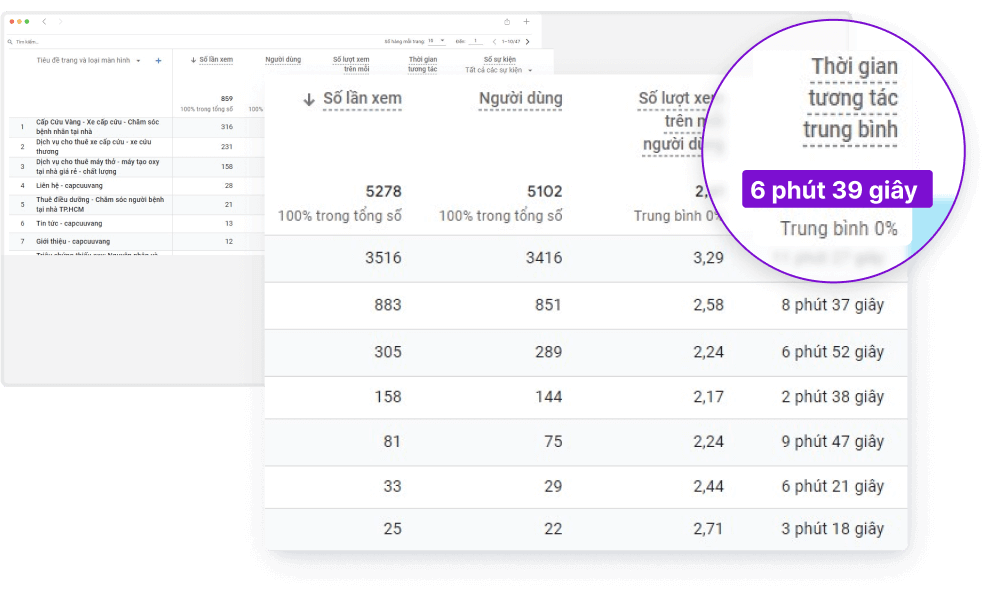 Tìm kiếm...
Số hàng mỗi trang: 10 Đến: 1 1-10/47
Tiêu đề trang và loại màn hình
Số lần xem
Người dùng
Số lượt xem
trên mỗi
Thời gian
tương tác
Số sự kiện
Tất cả các sự kiện
859
100% trong tổng số
100%
1 Cấp Cứu Vàng - Xe cấp cứu - Chăm sóc
bệnh nhân tại nhà 316
2 Dịch vụ cho thuê xe cấp cứu - xe cứu
thương 231
3 Dịch vụ cho thuê máy thở - máy tạo oxy
tại nhà giá rẻ - chất lượng 158
4 Liên hệ - capcuuvang 28
5 Thuê điều dưỡng - Chăm sóc người bệnh
tại nhà TP.HCM 21
6 Tin tức - capcuuvang 13
7 Giới thiệu - capcuuvang 12
Số lần xem
Người dùng
Số lượt
trên
người
5278 5102 2,
100% trong tổng số 100% trong tổng số Trung bình 0%
3516 3416 3,29
883 851 2,58 8 phút 37 giây
305 289 2,24 6 phút 52 giây
158 144 2,17 2 phút 38 giây
81 75 2,24 9 phút 47 giây
33 29 2,44 6 phút 21 giây
25 22 2,71 3 phút 18 giây
Thời gian
tương tác
trung bình
6 phút 39 giây
Trung bình 0%